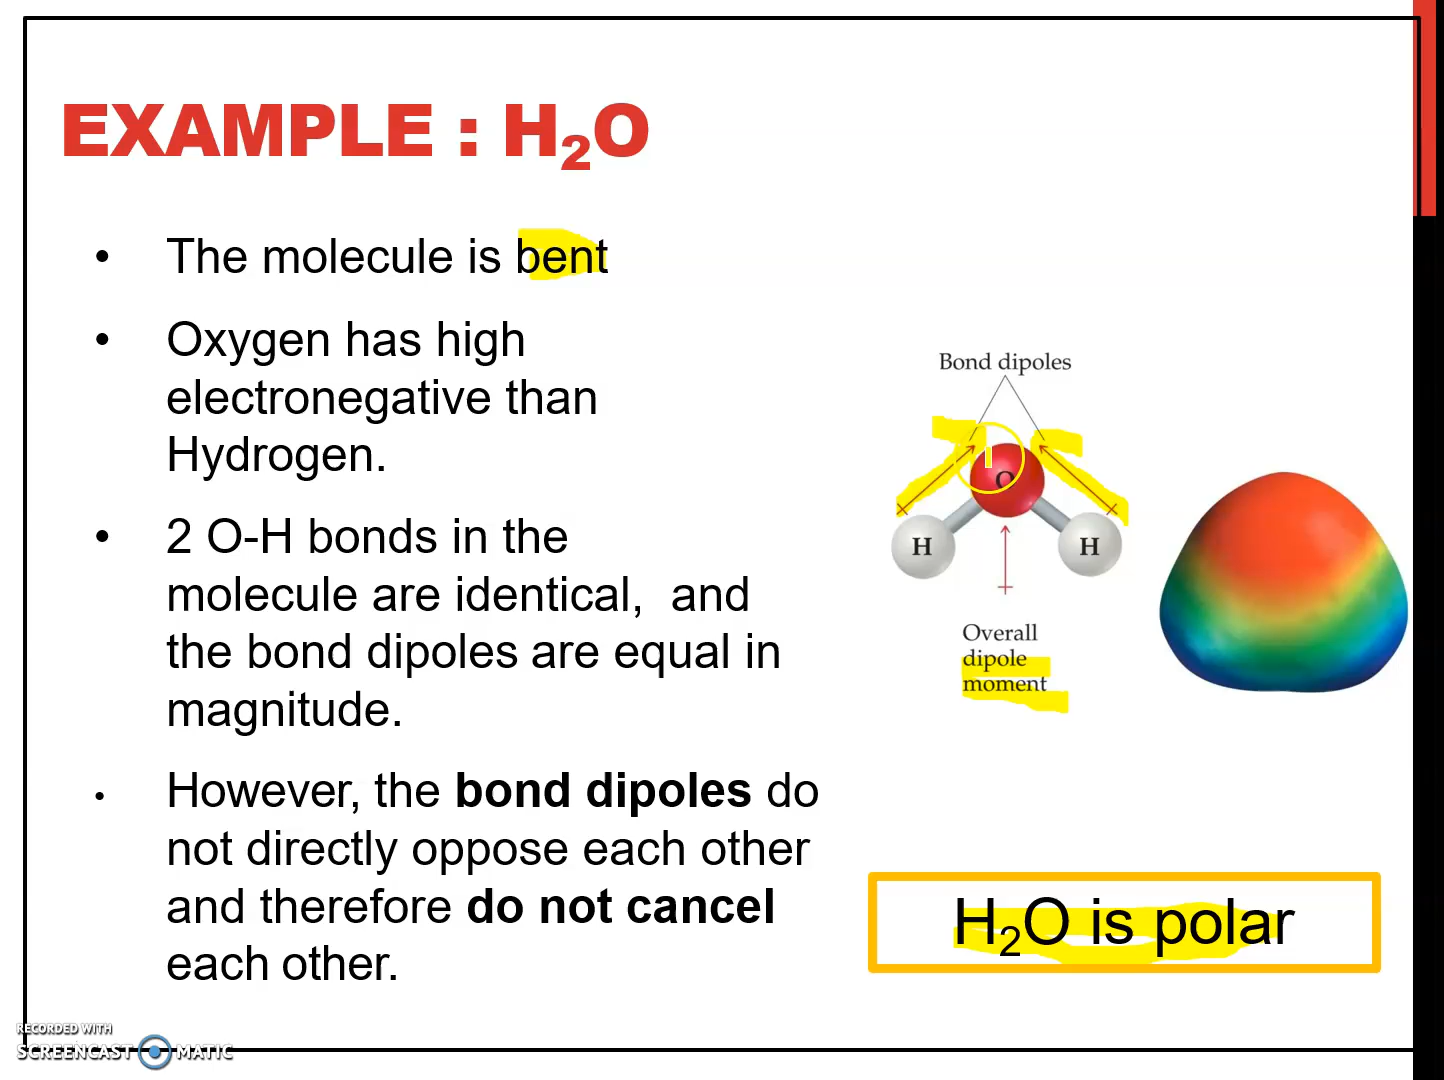 EXAMPLE : H₂O
• The molecule is bent
• Oxygen has high
electronegative than
Hydrogen.
• 2 O-H bonds in the
molecule are identical,  and
the bond dipoles are equal in
magnitude.
• However, the bond dipoles do
not directly oppose each other
and therefore do not cancel
each other.
Bond dipoles
O
H
H
Overall
dipole
moment
H₂O is polar
RECORDED WITH
SCREENCAST MATIC